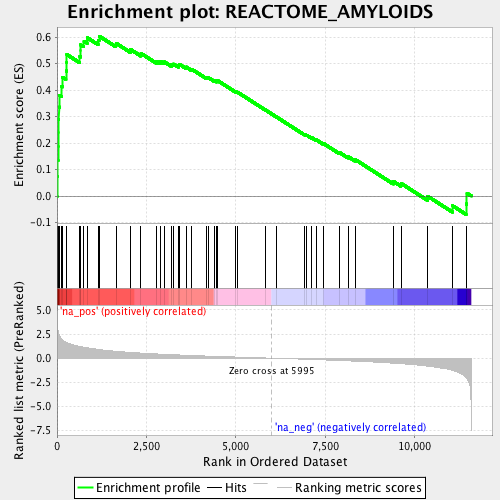 Enrichment plot: REACTOME_AMYLOIDS
Enrichment score (ES)
0.6
0.5
0.4
0.3
0.2
0.1
0.0
-0.1
'na_pos' (positively correlated)
Ranked list metric (PreRanked)
5.0
2.5
0.0
-2.5
-5.0
-7.5
Zero cross at 5995
'na_neg' (negatively correlated)
0
2,500
5,000
7,500
10,000
Rank in Ordered Dataset
Enrichment profile
Hits
Ranking metric scores